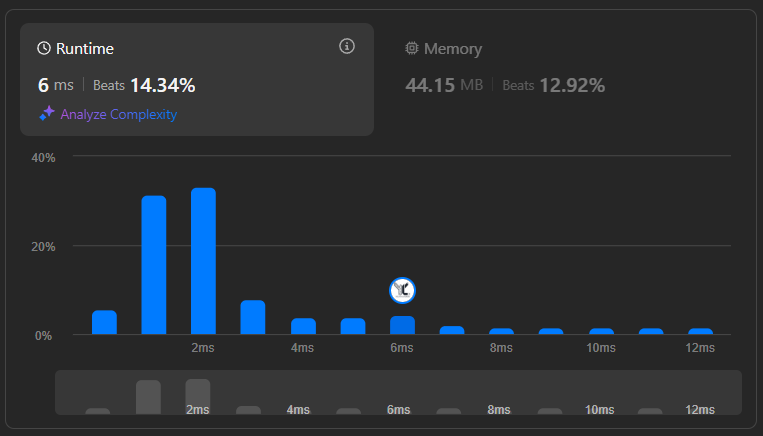 Runtime
6 ms | Beats 14.34%
Analyze Complexity
Memory
44.15 MB | Beats 12.92%
40%
20%
0%
2ms 4ms 6ms 8ms 10ms 12ms
2ms 4ms 6ms 8ms 10ms 12ms